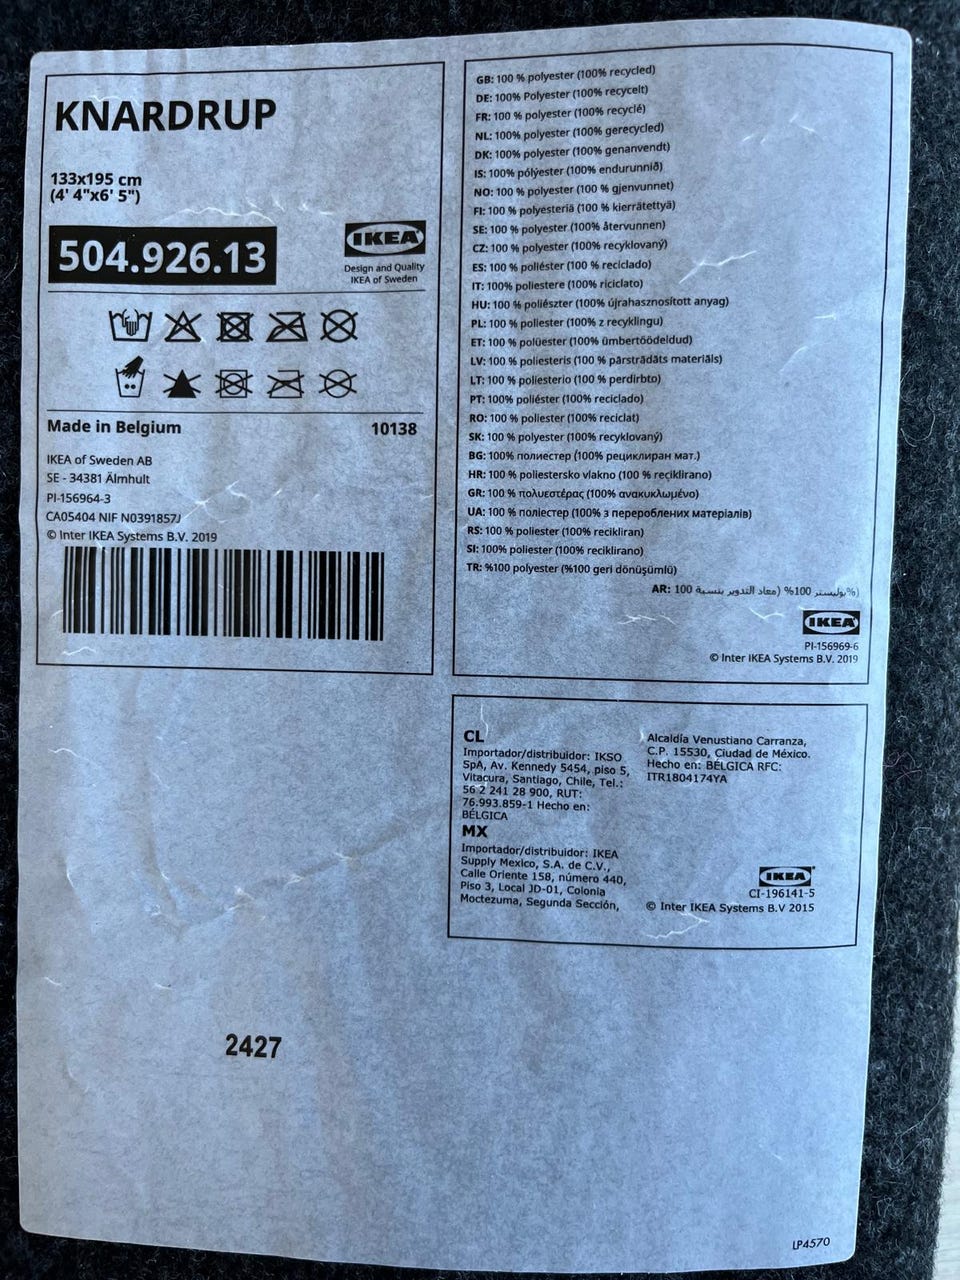 KNARDRUP
133x195 cm
(4' 4"x6' 5")
504.926.13
IKEA
Design and Quality
IKEA of Sweden
Made in Belgium 10138
IKEA of Sweden AB
SE - 34381 Älmhult
PI-156964-3
CA05404 NIF N0391857J
© Inter IKEA Systems B.V. 2019
GB: 100 % polyester (100% recycled)
DE: 100% Polyester (100% recycelt)
FR: 100 % polyester (100% recyclé)
NL: 100% polyester (100% gerecycled)
DK: 100% polyester (100% genanvendt)
IS: 100% pólýester (100% endurunnið)
NO: 100 % polyester (100 % gjenvunnet)
FI: 100 % polyesteriä (100 % kierrätettyä)
SE: 100 % polyester (100% återvunnen)
CZ: 100 % polyester (100% recyklovaný)
ES: 100 % poliéster (100 % reciclado)
IT: 100% poliestere (100% riciclato)
HU: 100 % poliészter (100% újrahasznosított anyag)
PL: 100 % poliester (100% z recyklingu)
ET: 100 % polüester (100% ümbertöödeldud)
LV: 100 % poliesteris (100 % pārstrādāts materiāls)
LT: 100 % poliesterio (100 % perdirbto)
PT: 100% poliéster (100% reciclado)
RO: 100 % poliester (100% reciclat)
SK: 100 % polyester (100% recyklovaný)
BG: 100% полиестер (100% рециклиран мат.)
HR: 100 % poliestersko vlakno (100 % reciklirano)
GR: 100 % πολυεστέρας (100% ανακυκλωμένο)
UA: 100 % поліестер (100% з перероблених матеріалів)
RS: 100 % poliester (100% recikliran)
SI: 100% poliester (100% reciklirano)
TR: %100 polyester (%100 geri dönüşümlü)
AR: 100 %بوليستر 100% (معاد التدوير بنسبة %)
IKEA
PI-156969-6
© Inter IKEA Systems B.V. 2019
CL
Importador/distribuidor: IKSO
SpA, Av. Kennedy 5454, piso 5,
Vitacura, Santiago, Chile, Tel.:
56 2 241 28 900, RUT:
76.993.859-1 Hecho en:
BÉLGICA
MX
Importador/distribuidor: IKEA
Supply Mexico, S.A. de C.V.,
Calle Oriente 158, número 440,
Piso 3, Local JD-01, Colonia
Moctezuma, Segunda Sección,
Alcaldía Venustiano Carranza,
C.P. 15530, Ciudad de México.
Hecho en: BÉLGICA RFC:
ITR1804174YA
IKEA
CI-196141-5
© Inter IKEA Systems B.V 2015
2427
LP4570